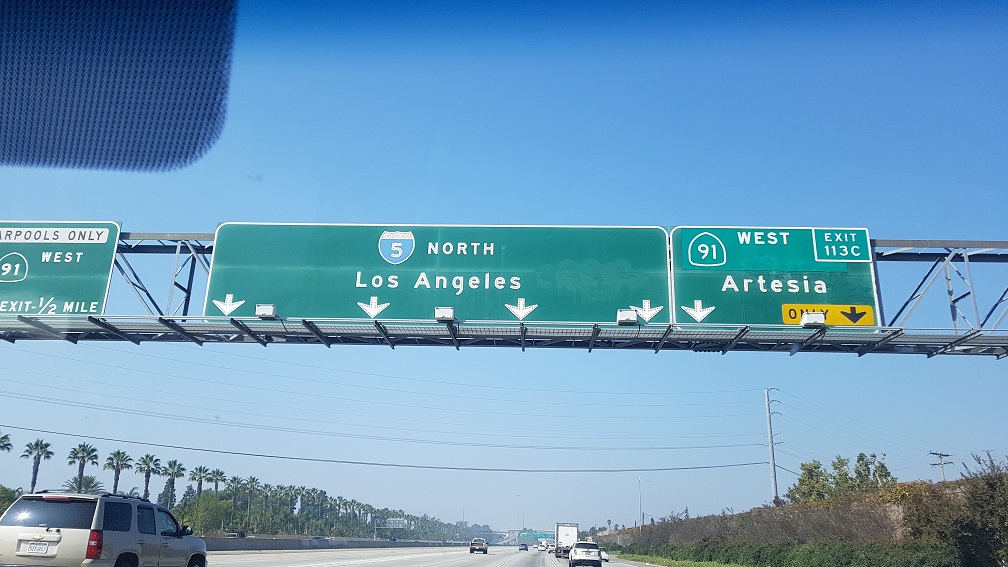 ARPOOLS ONLY
91 WEST
EXIT 1/2 MILE
5 NORTH
Los Angeles
91 WEST
EXIT
113C
Artesia
ONLY